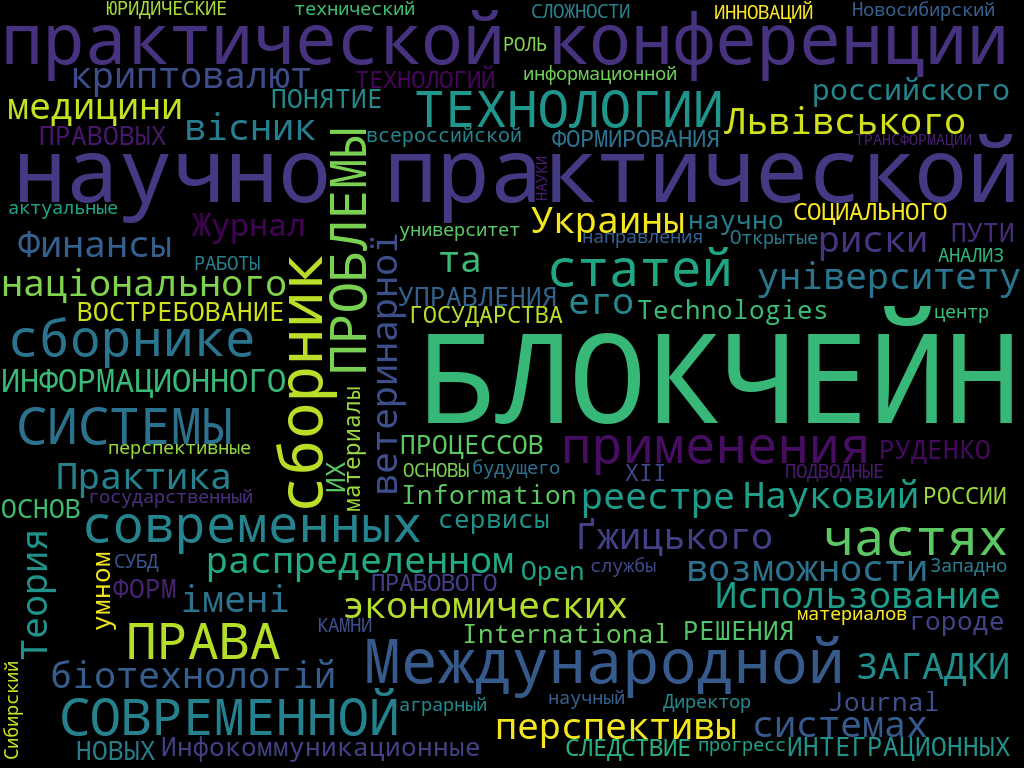 ЮРИДИЧЕСКИЕ
технический
СЛОЖНОСТИ
ИННОВАЦИЙ
Новосибирский
практической
РОЛЬ
конференции
криптовалют
ТЕХНОЛОГИЙ
информационной
российского
медицини
ПОНЯТИЕ
ТЕХНОЛОГИИ
Львівського
ПРАВОВЫХ
вісник
всероссийской
ФОРМИРОВАНИЯ
ТРАНСФОРМАЦИИ
научно
практической
НАУКИ
ПРОБЛЕМЫ
актуальные
Журнал
университет
Украины
научно
СОЦИАЛЬНОГО
Финансы
направления
Открытые
риски
ПУТИ
РАБОТЫ
ветеринарної
та
статей
АНАЛИЗ
національного
університету
ВОСТРЕБОВАНИЕ
сборник
УПРАВЛЕНИЯ
ГОСУДАРСТВА
его
Technologies
центр
сборнике
БЛОКЧЕЙН
ИНФОРМАЦИОННОГО
СИСТЕМЫ
материалы
перспективные
ПРОЦЕССОВ
применения
РУДЕНКО
Практика
ИХ
ОСНОВЫ
будущего
XII
ПОДВОДНЫЕ
государственный
Information
реестре
Науковий
РОССИИ
ОСНОВ
современных
сервисы
Ґжицького
частях
Теория
умном
СУБД
распределенном
Open
службы
возможности
Западно
ФОРМ
імені
ПРАВОВОГО
экономических
Использование
материалов
городе
ПРАВА
КАМНИ
International
РЕШЕНИЯ
Сибирский
біотехнологій
Международной
ЗАГАДКИ
СОВРЕМЕННОЙ
аграрный
научный
Директор
Journal
перспективы
системах
НОВЫХ
Инфокоммуникационные
СЛЕДСТВИЕ
прогресс
ИНТЕГРАЦИОННЫХ